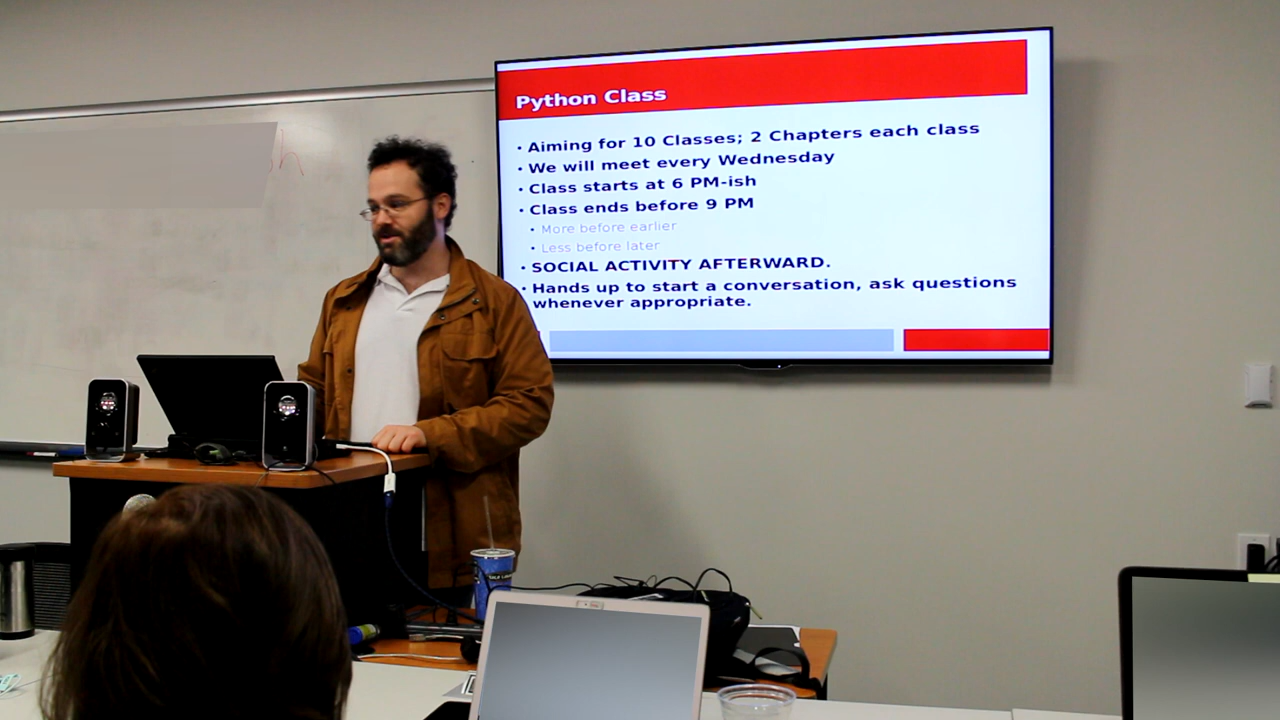 Python Class
• Aiming for 10 Classes; 2 Chapters each class
• We will meet every Wednesday
• Class starts at 6 PM-ish
• Class ends before 9 PM
• More before earlier
• Less before later
• SOCIAL ACTIVITY AFTERWARD.
• Hands up to start a conversation, ask questions
whenever appropriate.